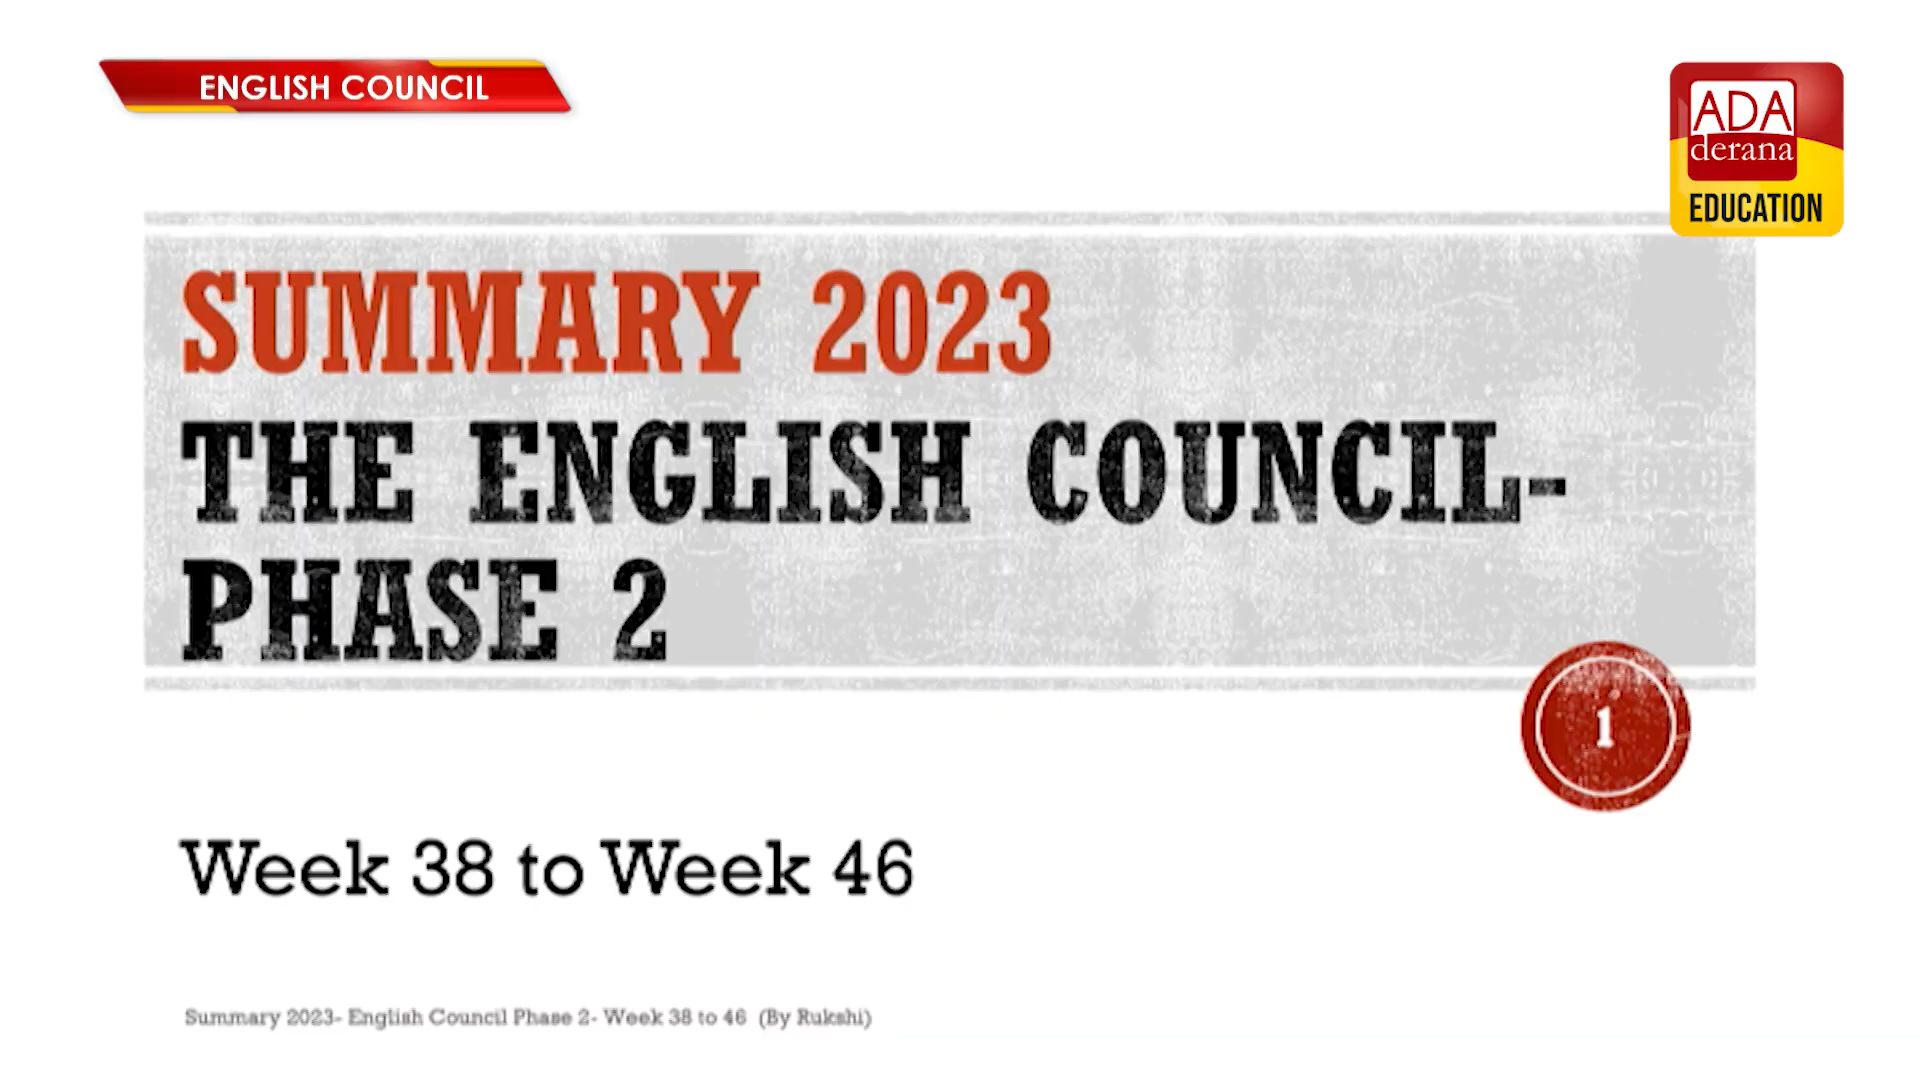 ENGLISH COUNCIL
ADA
derana
EDUCATION
SUMMARY 2023
THE ENGLISH COUNCIL-
PHASE 2
1
Week 38 to Week 46
Summary 2023- English Council Phase 2- Week 38 to 46 (By Rukshi)